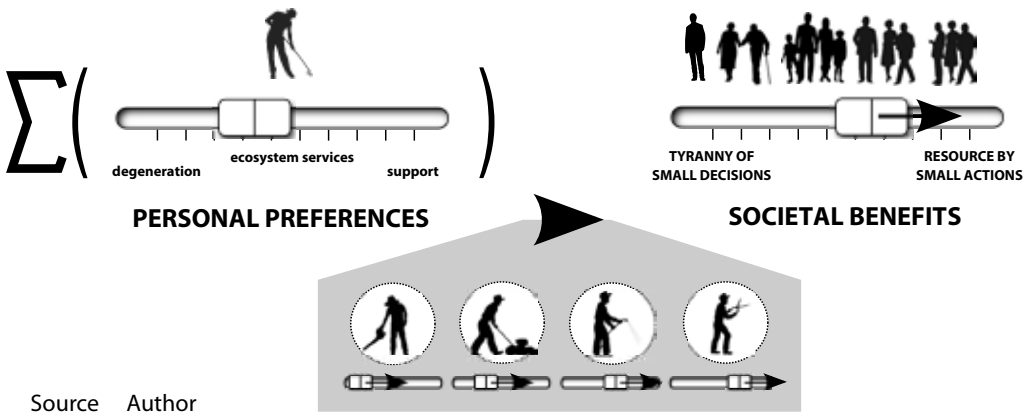 ∑ ( )
degeneration
ecosystem services
support
PERSONAL PREFERENCES
TYRANNY OF
SMALL DECISIONS
RESOURCE BY
SMALL ACTIONS
SOCIETAL BENEFITS
Source Author